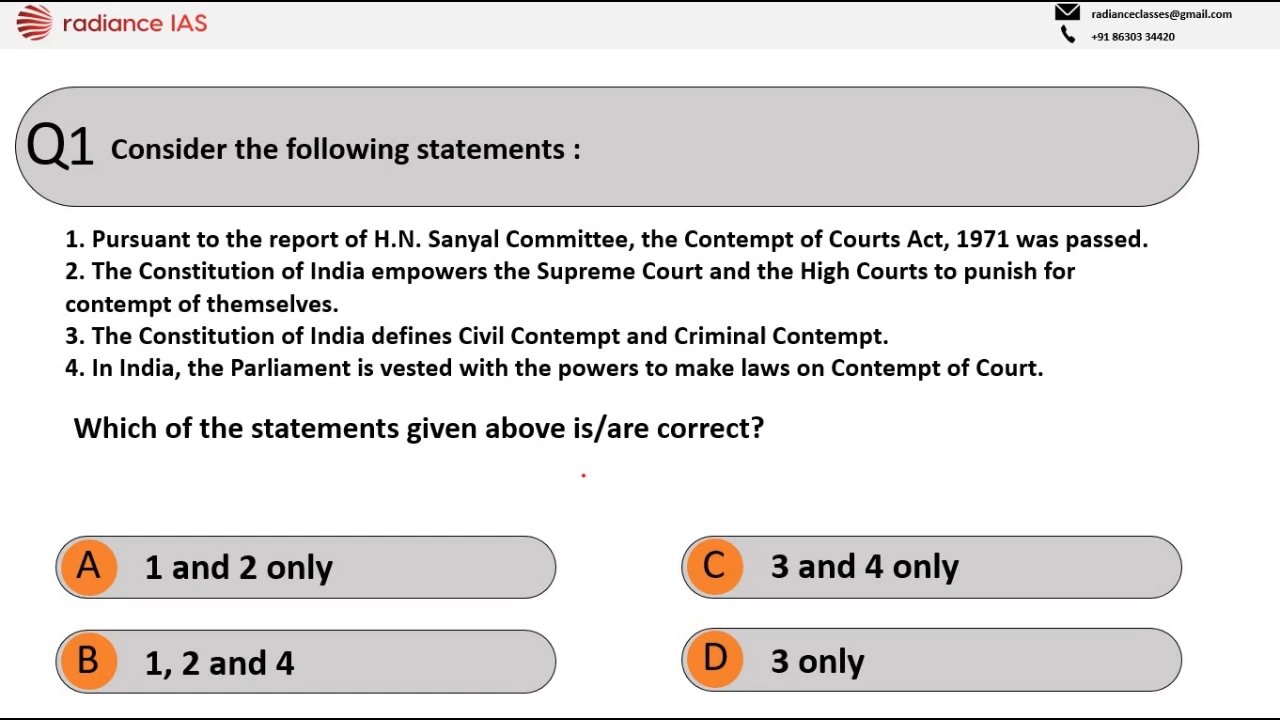 radiance IAS
radianceclasses@gmail.com
+91 86303 34420
Q1 Consider the following statements :
1. Pursuant to the report of H.N. Sanyal Committee, the Contempt of Courts Act, 1971 was passed.
2. The Constitution of India empowers the Supreme Court and the High Courts to punish for
contempt of themselves.
3. The Constitution of India defines Civil Contempt and Criminal Contempt.
4. In India, the Parliament is vested with the powers to make laws on Contempt of Court.
Which of the statements given above is/are correct?
A 1 and 2 only
B 1, 2 and 4
C 3 and 4 only
D 3 only